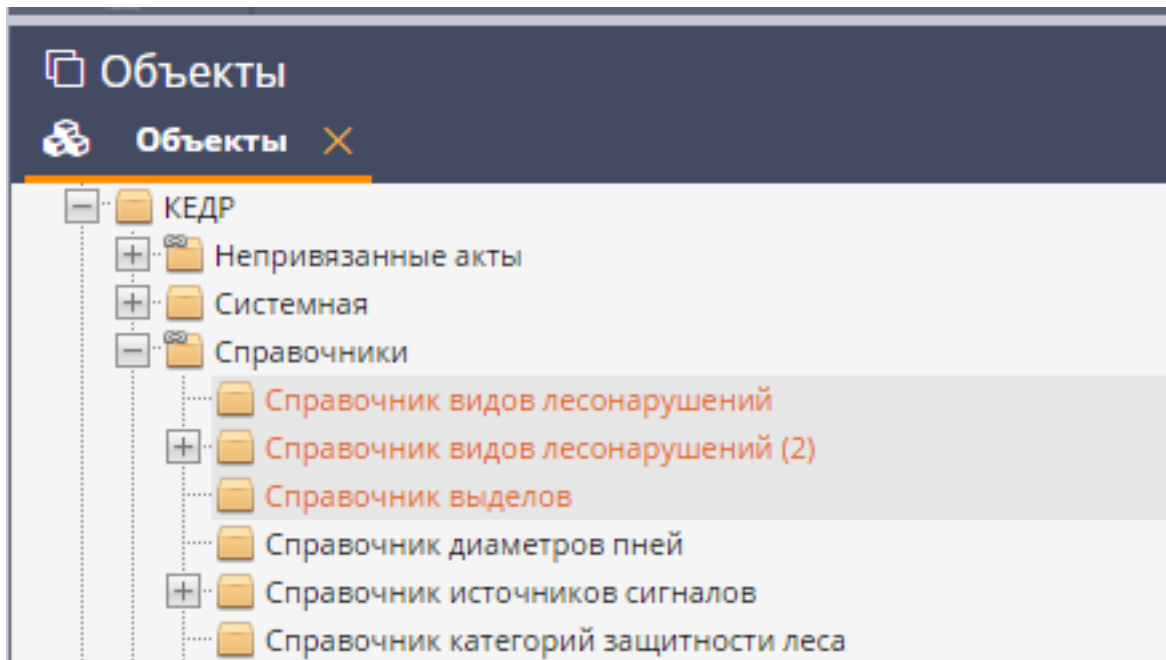 Объекты
Объекты
КЕДР
Непривязанные акты
Системная
Справочники
Справочник видов лесонарушений
Справочник видов лесонарушений (2)
Справочник выделов
Справочник диаметров пней
Справочник источников сигналов
Справочник категорий защитности леса